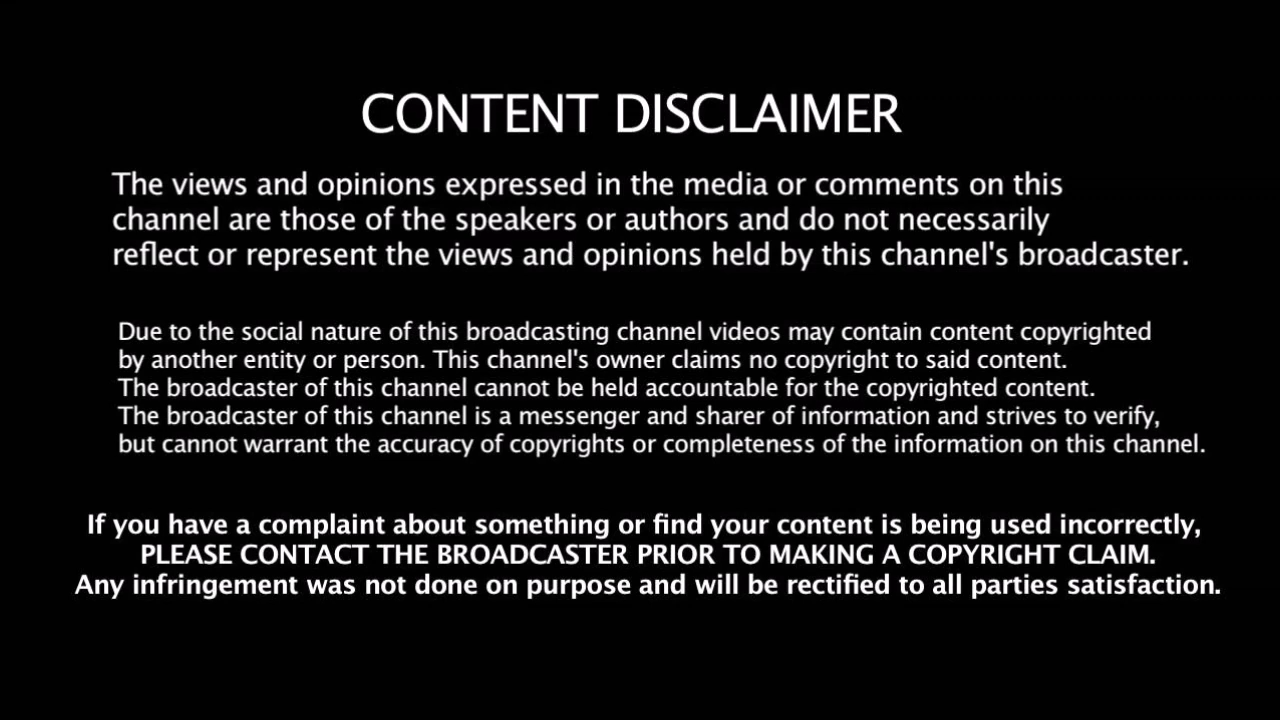 CONTENT DISCLAIMER
The views and opinions expressed in the media or comments on this
channel are those of the speakers or authors and do not necessarily
reflect or represent the views and opinions held by this channel's broadcaster.
Due to the social nature of this broadcasting channel videos may contain content copyrighted
by another entity or person. This channel's owner claims no copyright to said content.
The broadcaster of this channel cannot be held accountable for the copyrighted content.
The broadcaster of this channel is a messenger and sharer of information and strives to verify,
but cannot warrant the accuracy of copyrights or completeness of the information on this channel.
If you have a complaint about something or find your content is being used incorrectly,
PLEASE CONTACT THE BROADCASTER PRIOR TO MAKING A COPYRIGHT CLAIM.
Any infringement was not done on purpose and will be rectified to all parties satisfaction.